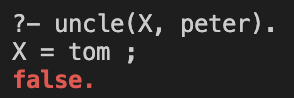 ?- uncle(X, peter).
X = tom ;
false.